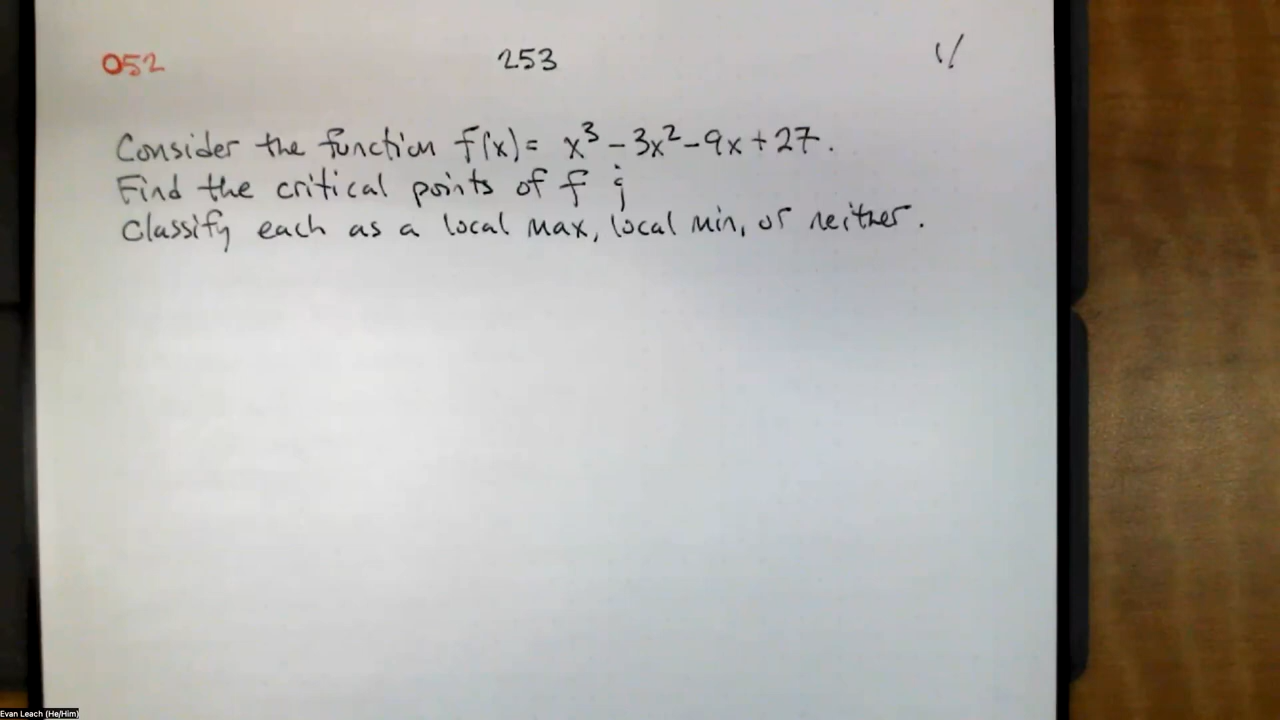 052 253 1/
Consider the function f(x) = x³ - 3x² - 9x + 27.
Find the critical points of f ;
Classify each as a local max, local min, or neither.
Evan Leach (He/Him)